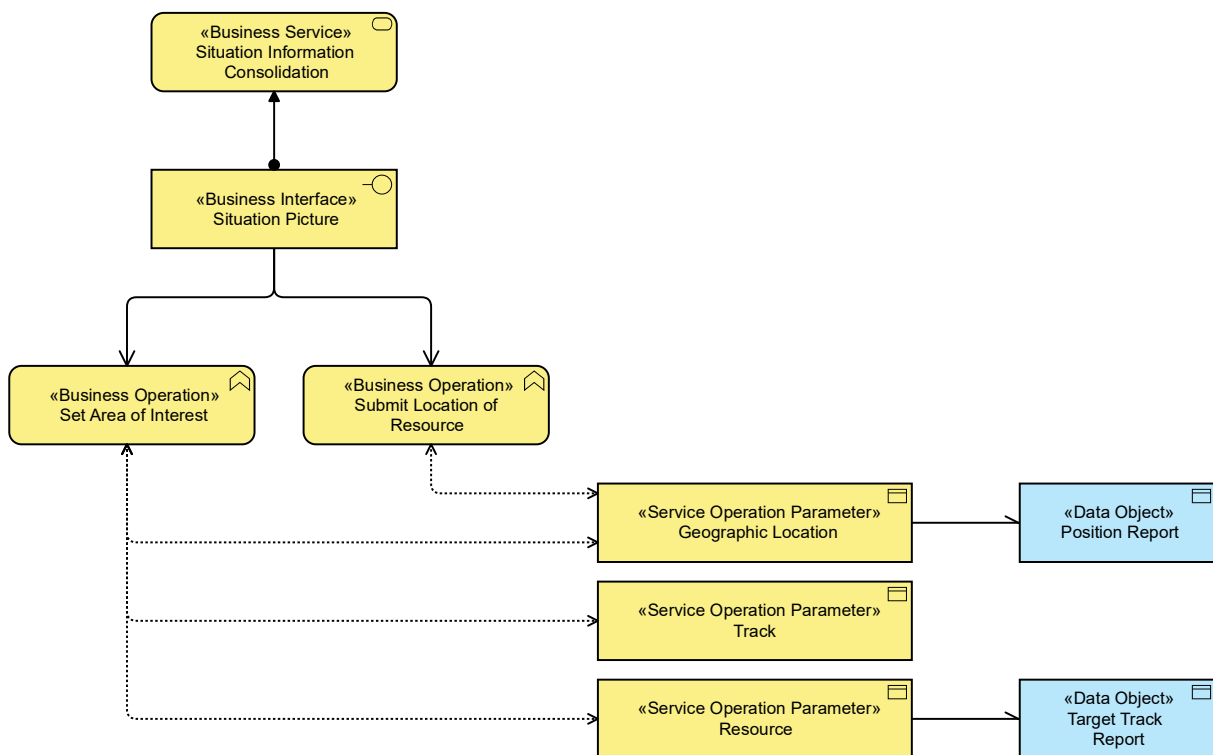 «Business Service»
Situation Information
Consolidation
«Business Interface»
Situation Picture
«Business Operation»
Set Area of Interest
«Business Operation»
Submit Location of
Resource
«Service Operation Parameter»
Geographic Location
«Data Object»
Position Report
«Service Operation Parameter»
Track
«Service Operation Parameter»
Resource
«Data Object»
Target Track
Report